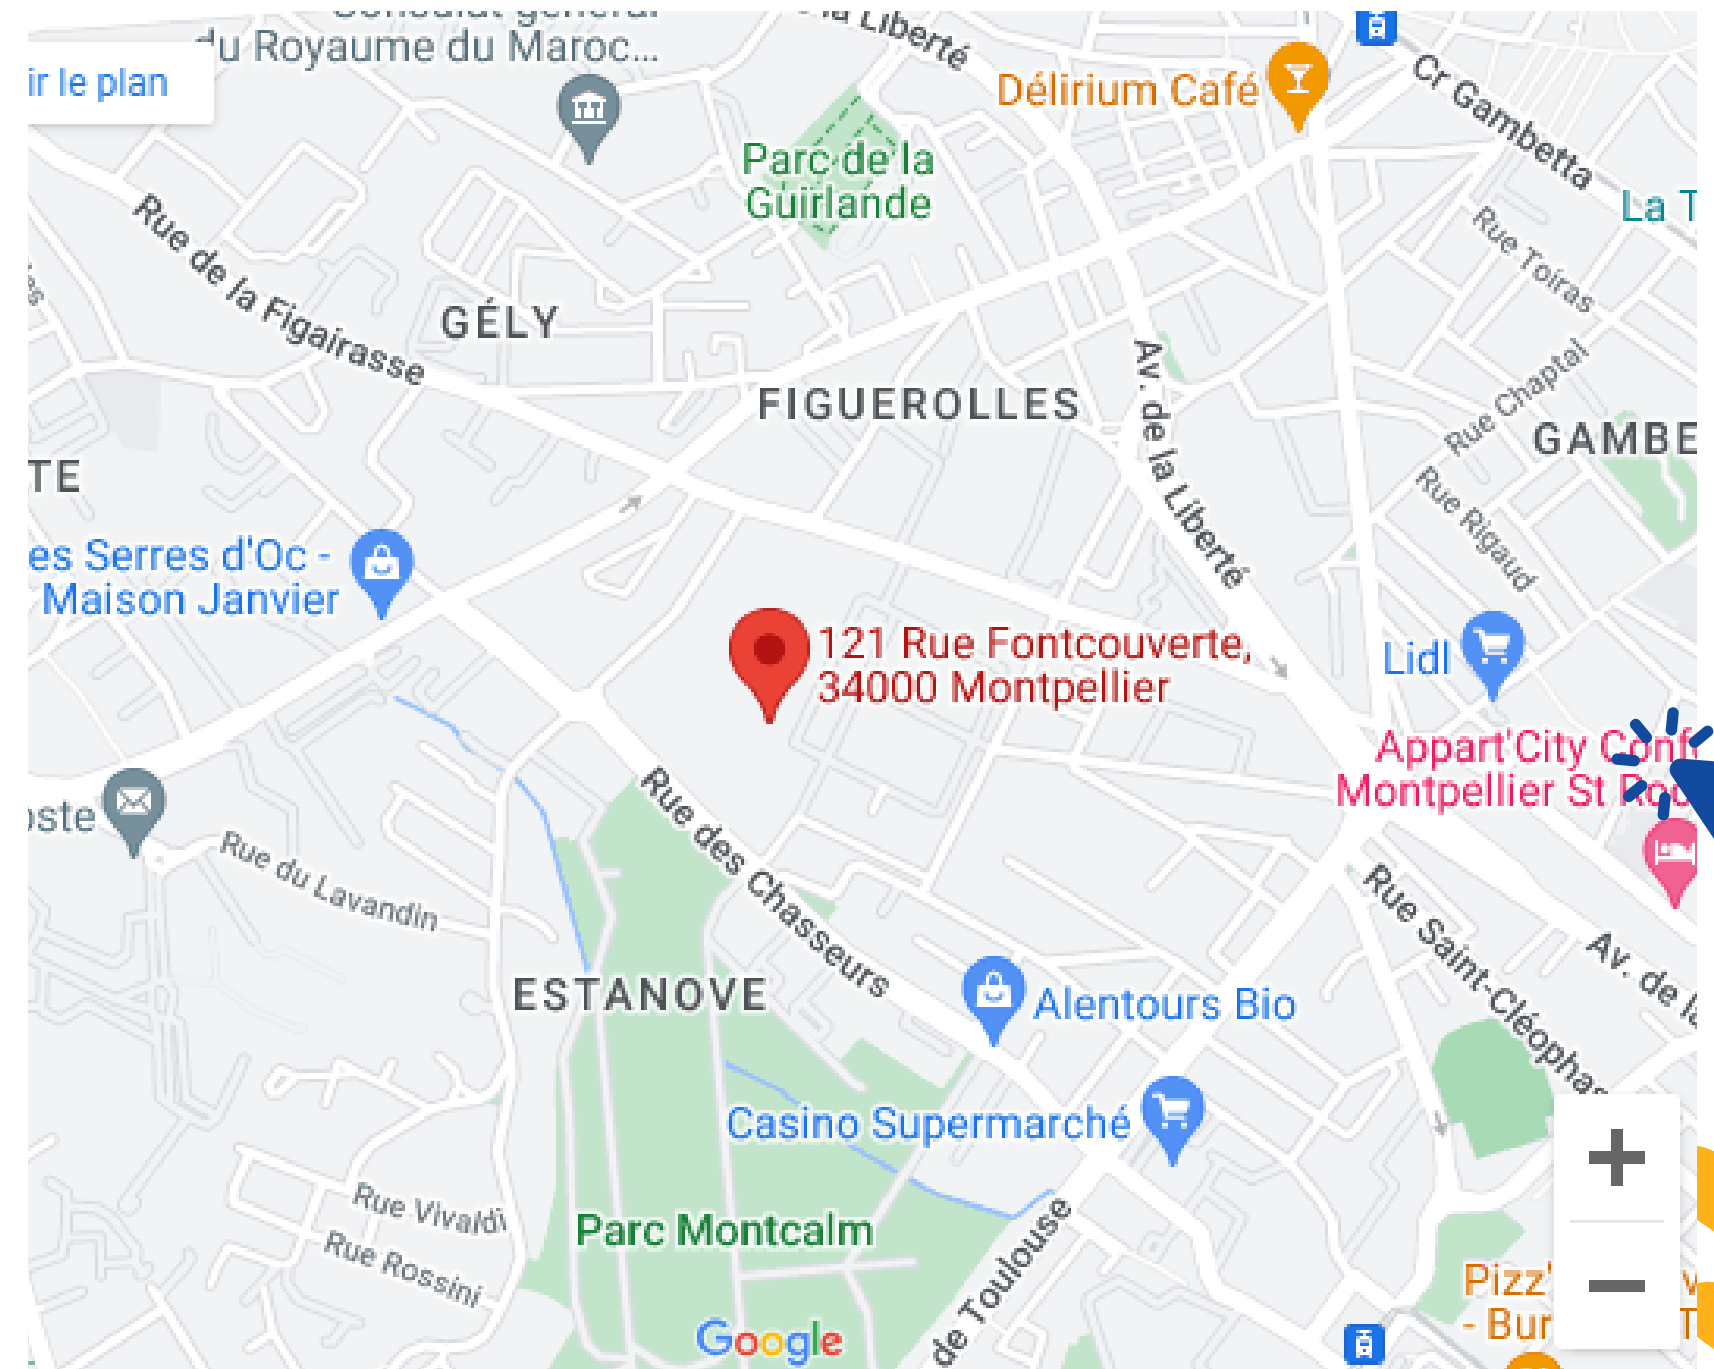 Consulat général
du Royaume du Maroc...
ir le plan
la Liberté
Délirium Café
Cr Gambetta
Parc de la
Guirlande
La T
Rue Toiras
Rue de la Figairasse
GÉLY
FIGUEROLLES
Av. de la Liberté
Rue Chaptal
GAMBE
Rue Rigaud
TE
es Serres d'Oc -
Maison Janvier
121 Rue Fontcouverte,
34000 Montpellier
Lidl
Appart'City Conf
Montpellier St Roc
oste
Rue du Lavandin
Rue des Chasseurs
Rue Saint-Cléophas
Av. de la
ESTANOVE
Alentours Bio
Casino Supermarché
Rue Vivaldi
Rue Rossini
Parc Montcalm
de Toulouse
Pizz'
- Bur
Google